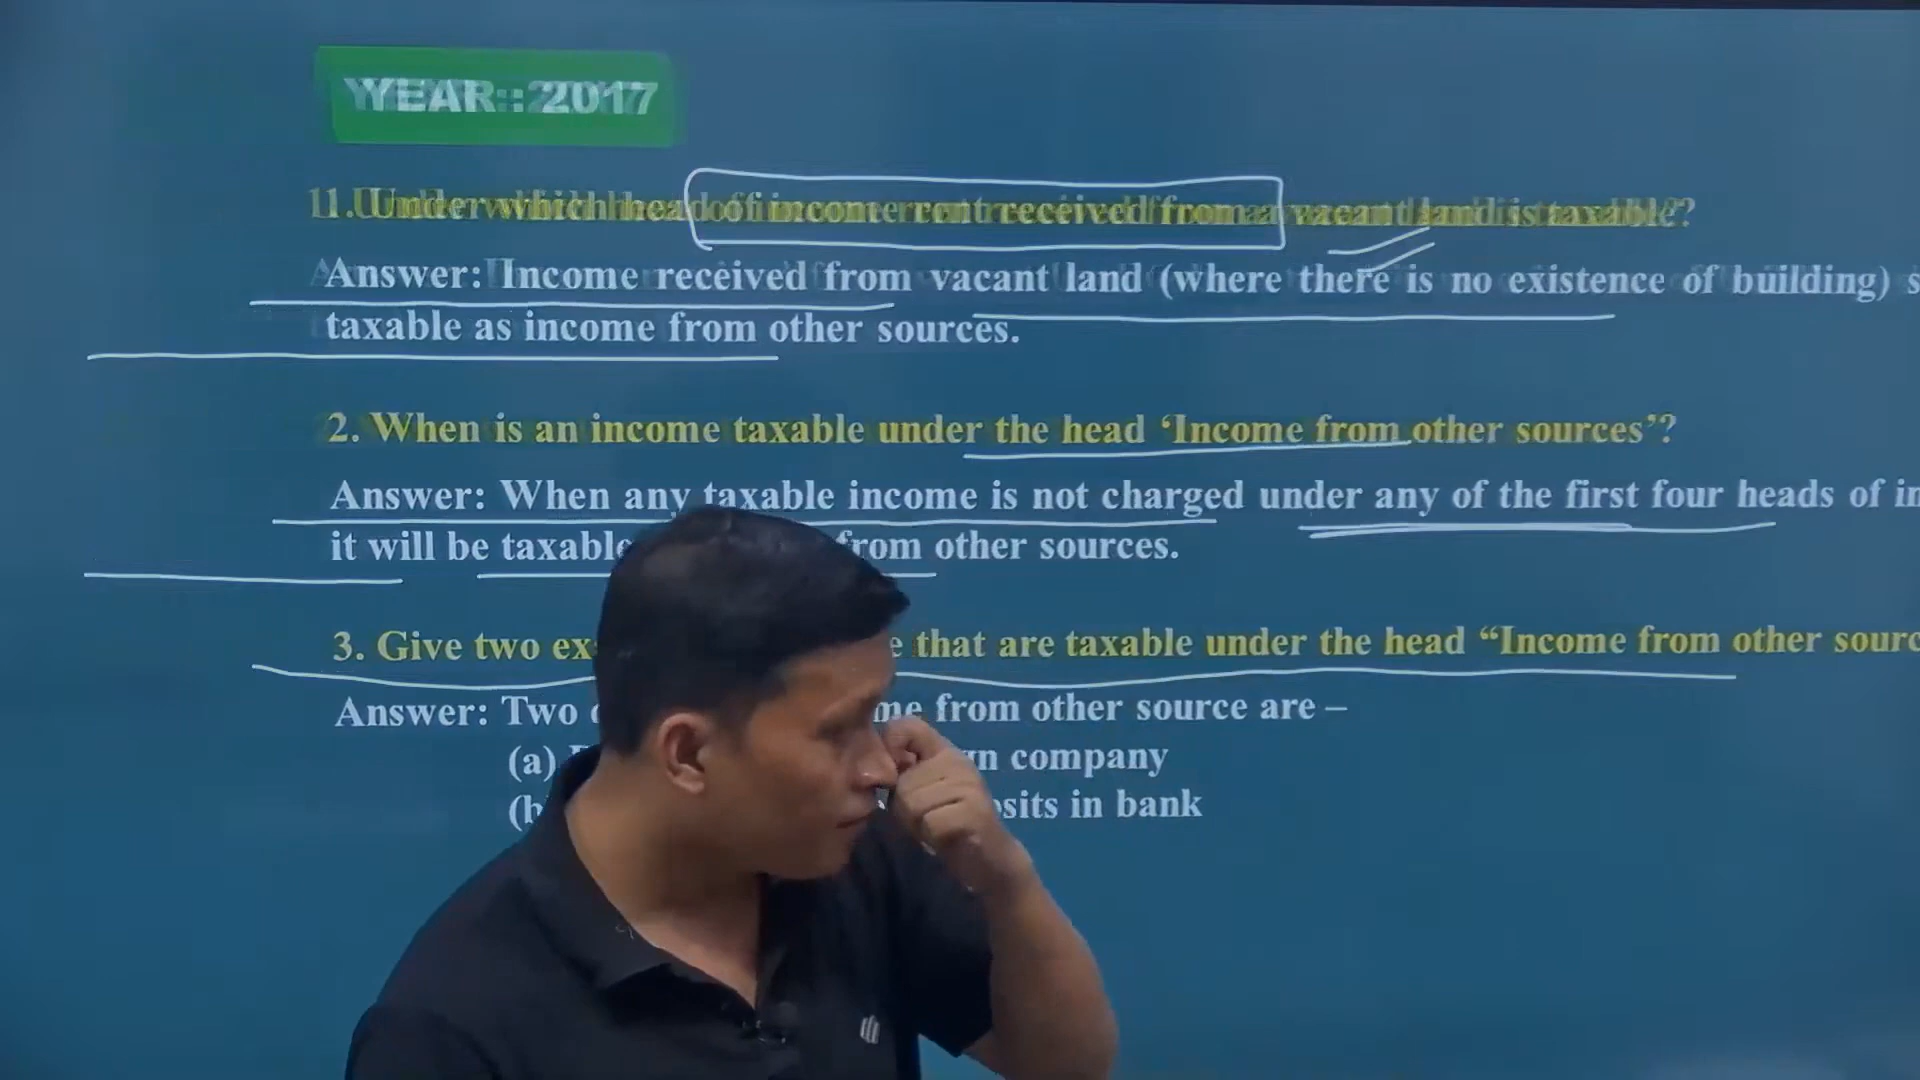 YEAR : 2017
1. Under which head of income rent received from a vacant land is taxable?
Answer: Income received from vacant land (where there is no existence of building) s
taxable as income from other sources.
2. When is an income taxable under the head ‘Income from other sources’?
Answer: When any taxable income is not charged under any of the first four heads of in
it will be taxable from other sources.
3. Give two ex e that are taxable under the head “Income from other sourc
Answer: Two me from other source are –
(a) gn company
(b) osits in bank